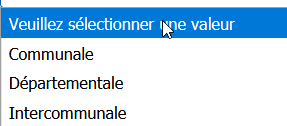 Veuillez sélectionner une valeur
Communale
Départementale
Intercommunale